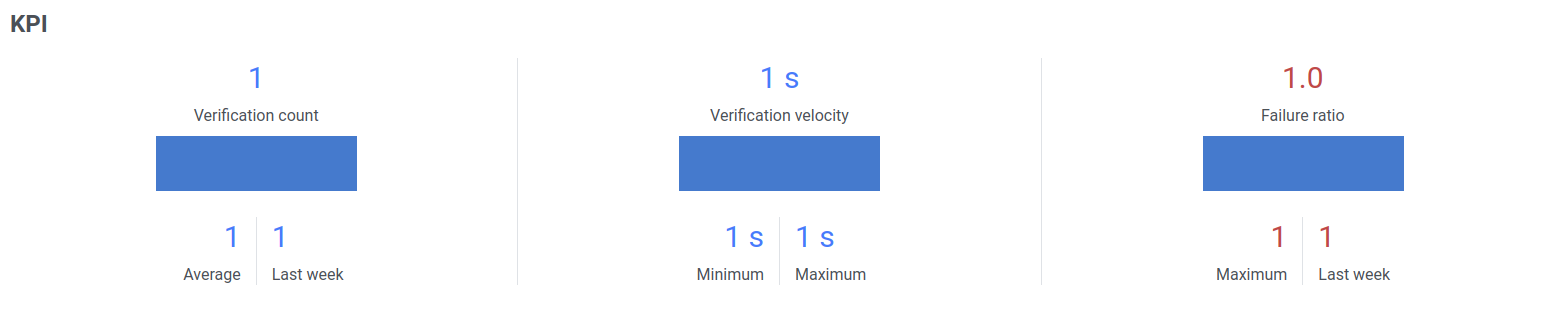 KPI
1
Verification count
1
Average
1
Last week
1 s
Verification velocity
1 s
Minimum
1 s
Maximum
1.0
Failure ratio
1
Maximum
1
Last week